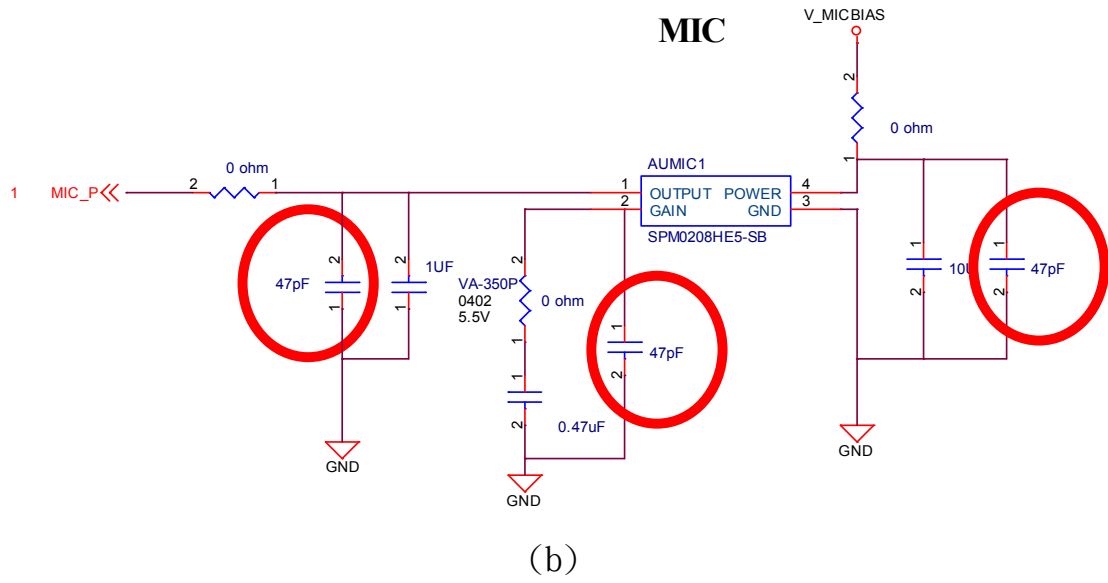 MIC
V_MICBIAS
2
0 ohm
1
1 MIC_P
2
0 ohm
1
AUMIC1
1 OUTPUT POWER 4
2 GAIN GND 3
SPM0208HE5-SB
2
47pF
1
2
1UF
1
VA-350P
0402
5.5V
2
0 ohm
1
1
2
0.47uF
1
47pF
2
1
10U
2
1
47pF
2
GND
GND
GND
(b)